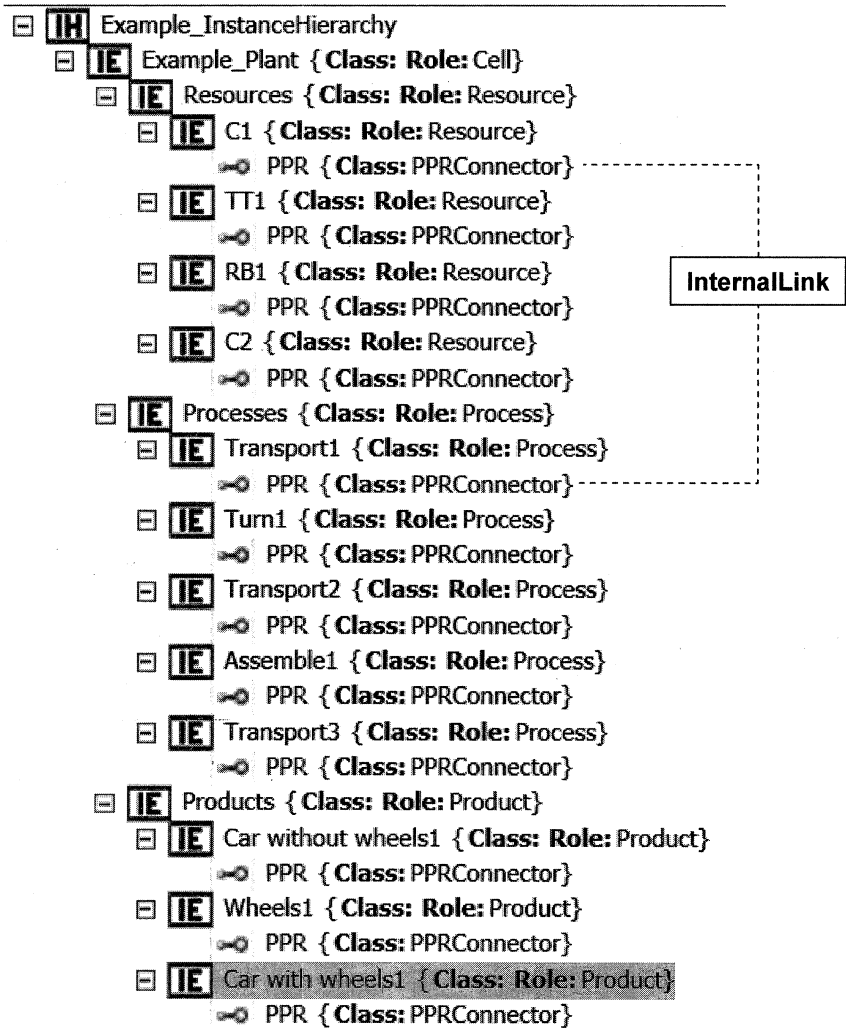 IH Example_InstanceHierarchy
IE Example_Plant {Class: Role: Cell}
IE Resources {Class: Role: Resource}
IE C1 {Class: Role: Resource}
PPR {Class: PPRConnector}
IE TT1 {Class: Role: Resource}
PPR {Class: PPRConnector}
IE RB1 {Class: Role: Resource}
InternalLink
PPR {Class: PPRConnector}
IE C2 {Class: Role: Resource}
PPR {Class: PPRConnector}
IE Processes {Class: Role: Process}
IE Transport1 {Class: Role: Process}
PPR {Class: PPRConnector}
IE Turn1 {Class: Role: Process}
PPR {Class: PPRConnector}
IE Transport2 {Class: Role: Process}
PPR {Class: PPRConnector}
IE Assemble1 {Class: Role: Process}
PPR {Class: PPRConnector}
IE Transport3 {Class: Role: Process}
PPR {Class: PPRConnector}
IE Products {Class: Role: Product}
IE Car without wheels1 {Class: Role: Product}
PPR {Class: PPRConnector}
IE Wheels1 {Class: Role: Product}
PPR {Class: PPRConnector}
IE Car with wheels1 {Class: Role: Product}
PPR {Class: PPRConnector}